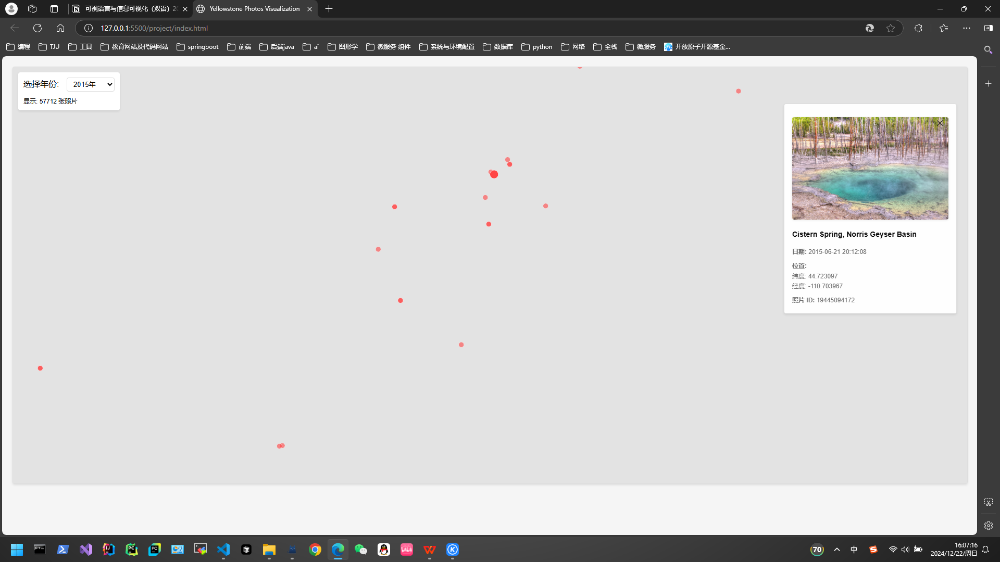 可视语言与信息可视化（双语）20
Yellowstone Photos Visualization
127.0.0.1:5500/project/index.html
编程
TJU
工具
教育网站及代码网站
springboot
前端
后端java
ai
图形学
微服务 组件
系统与环境配置
数据库
python
网络
全栈
微服务
开放原子开源基金...
选择年份:
2015年
显示: 57712 张照片
Cistern Spring, Norris Geyser Basin
日期: 2015-06-21 20:12:08
位置:
纬度: 44.723097
经度: -110.703967
照片 ID: 19445094172
70
中
16:07:16
2024/12/22/周日